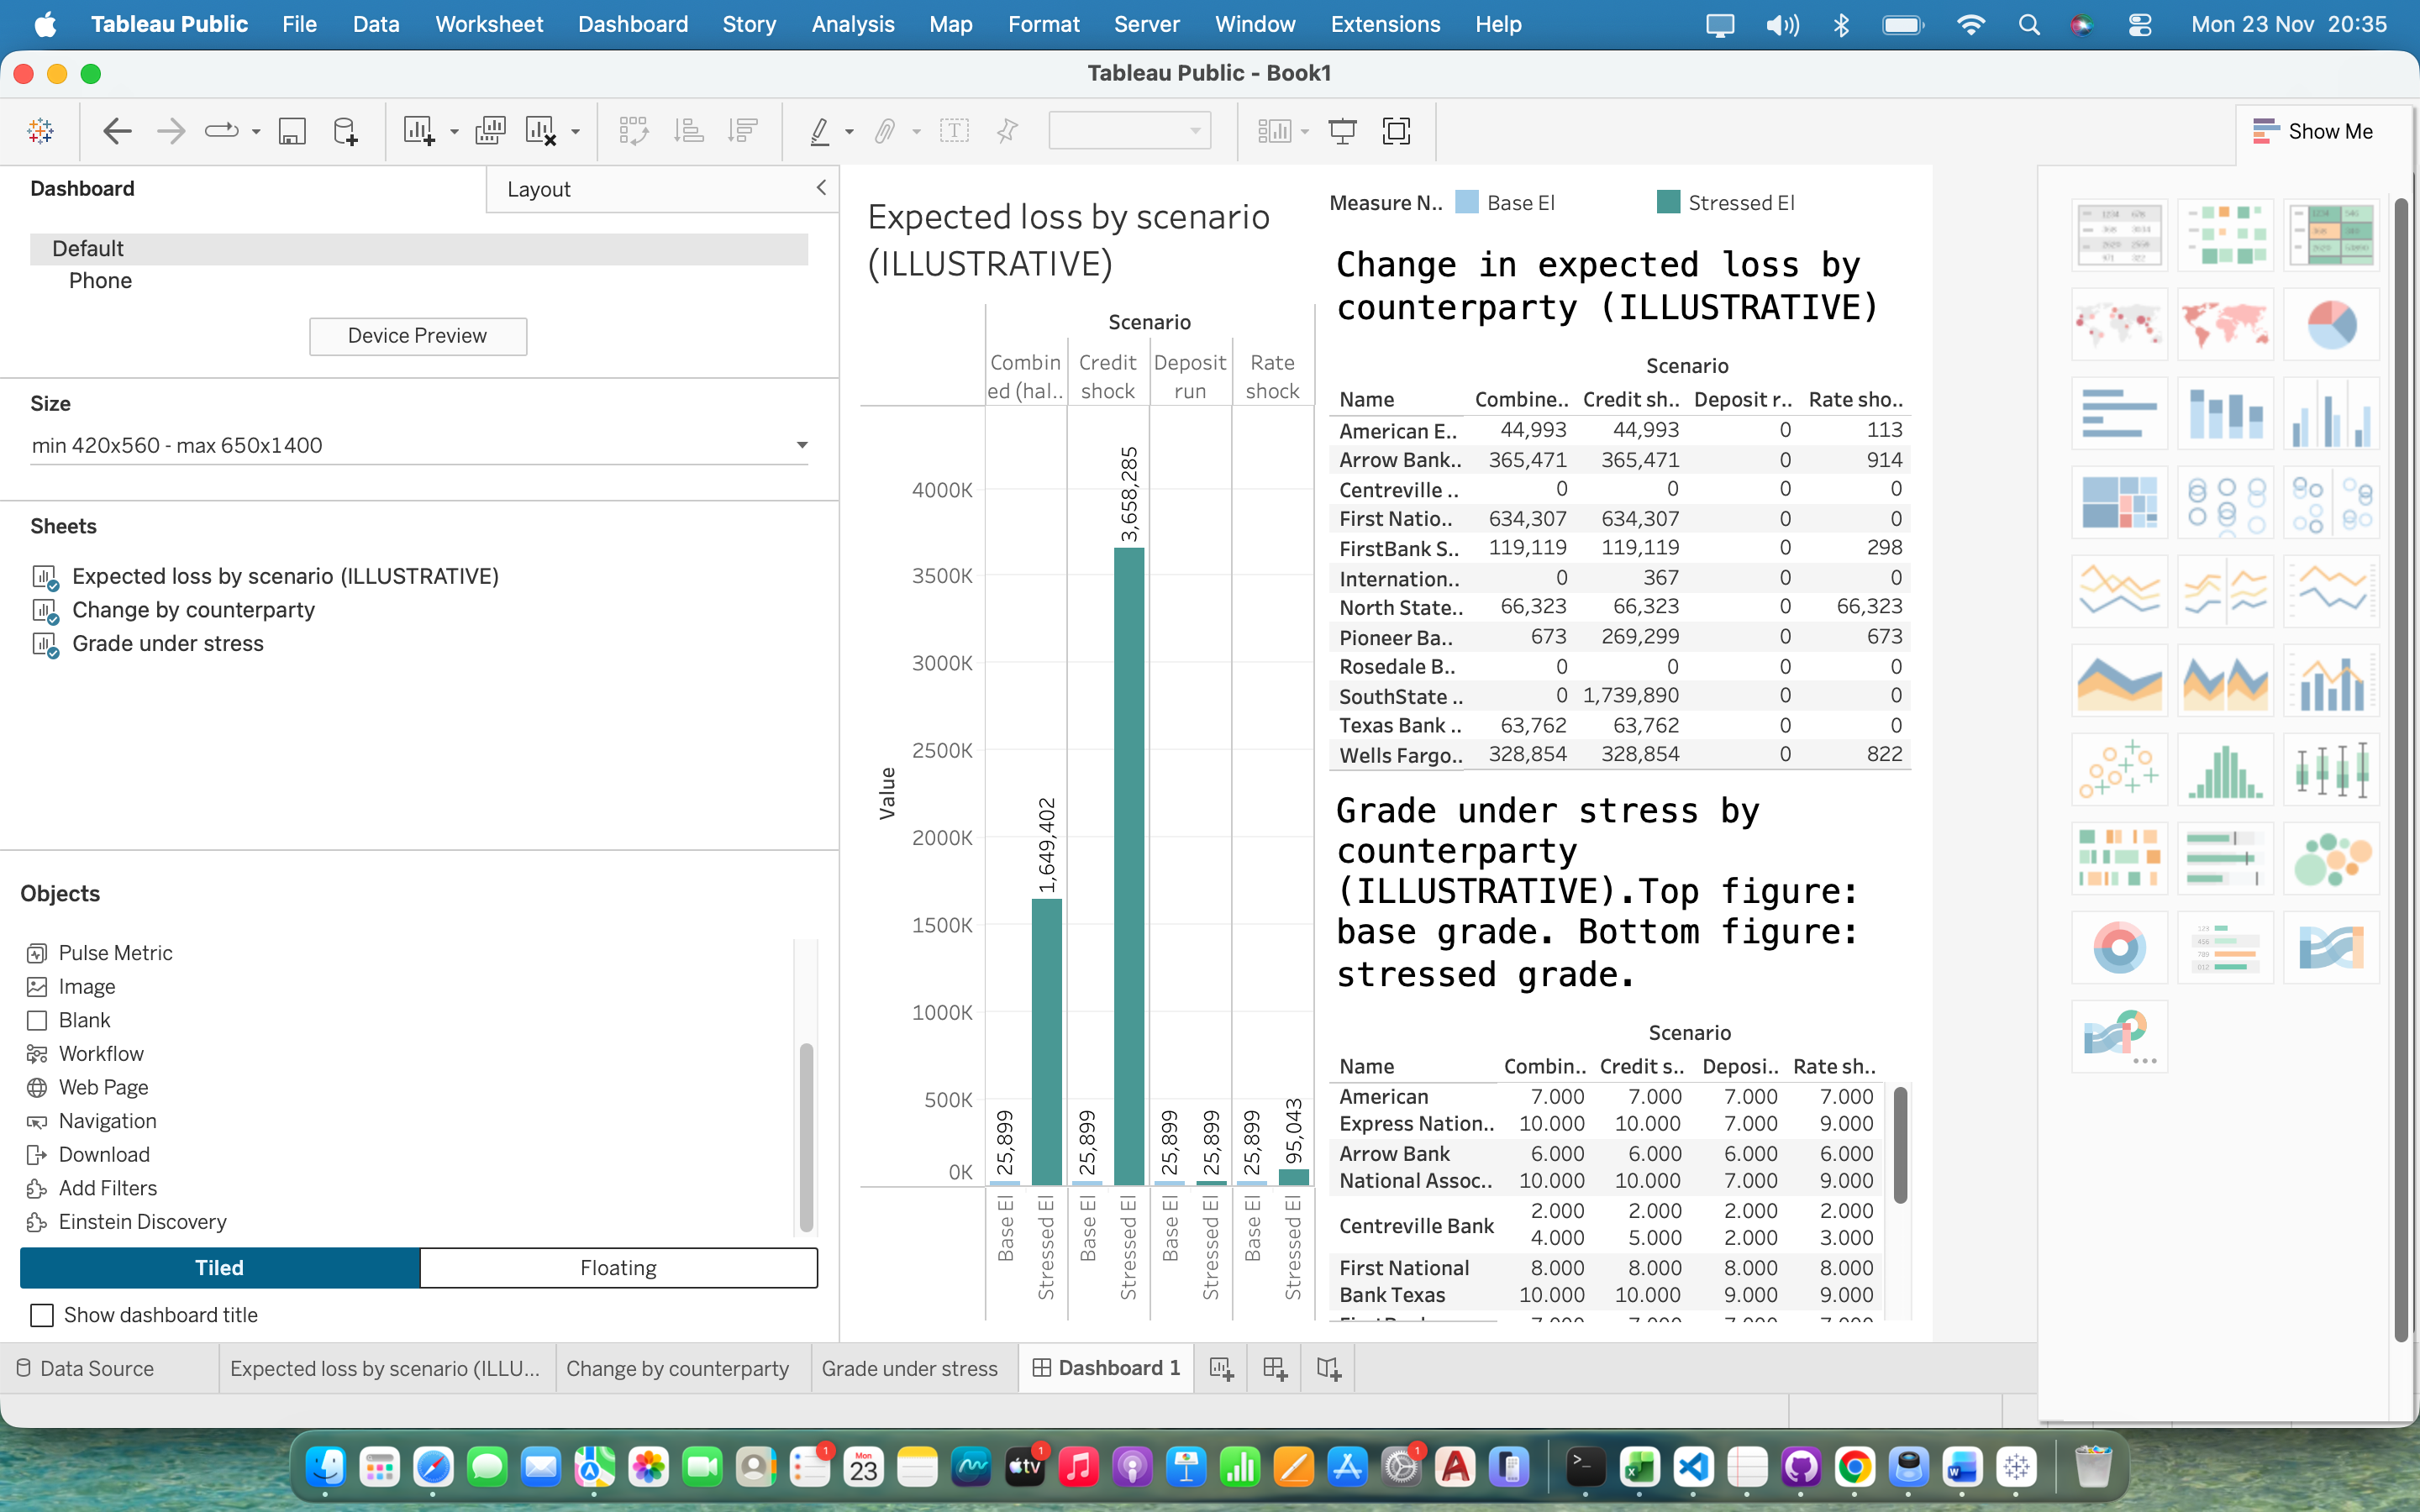 Tableau Public File Data Worksheet Dashboard Story Analysis Map Format Server Window Extensions Help Mon 23 Nov 20:35
Tableau Public - Book1
Show Me
Dashboard
Layout
Default
Phone
Device Preview
Size
min 420x560 - max 650x1400
Sheets
Expected loss by scenario (ILLUSTRATIVE)
Change by counterparty
Grade under stress
Objects
Pulse Metric
Image
Blank
Workflow
Web Page
Navigation
Download
Add Filters
Einstein Discovery
Tiled Floating
Show dashboard title
Expected loss by scenario
(ILLUSTRATIVE)
Scenario
Combin Credit Deposit Rate
ed (hal.. shock run shock
Value
4000K
3500K
3000K
2500K
2000K
1500K
1000K
500K
0K
25,899 1,649,402 25,899 3,658,285 25,899 25,899 25,899 95,043
Base El Stressed El Base El Stressed El Base El Stressed El Base El Stressed El
Measure N.. Base El Stressed El
Change in expected loss by
counterparty (ILLUSTRATIVE)
Scenario
Name Combine.. Credit sh.. Deposit r.. Rate sho..
American E.. 44,993 44,993 0 113
Arrow Bank.. 365,471 365,471 0 914
Centreville .. 0 0 0 0
First Natio.. 634,307 634,307 0 0
FirstBank S.. 119,119 119,119 0 298
Internation.. 0 367 0 0
North State.. 66,323 66,323 0 66,323
Pioneer Ba.. 673 269,299 0 673
Rosedale B.. 0 0 0 0
SouthState .. 0 1,739,890 0 0
Texas Bank .. 63,762 63,762 0 0
Wells Fargo.. 328,854 328,854 0 822
Grade under stress by
counterparty
(ILLUSTRATIVE).Top figure:
base grade. Bottom figure:
stressed grade.
Scenario
Name Combin.. Credit s.. Deposi.. Rate sh..
American 7.000 7.000 7.000 7.000
Express Nation.. 10.000 10.000 7.000 9.000
Arrow Bank 6.000 6.000 6.000 6.000
National Assoc.. 10.000 10.000 7.000 9.000
2.000 2.000 2.000 2.000
Centreville Bank
4.000 5.000 2.000 3.000
First National 8.000 8.000 8.000 8.000
Bank Texas 10.000 10.000 9.000 9.000
Data Source Expected loss by scenario (ILLU... Change by counterparty Grade under stress Dashboard 1
1
Mon
23
tv
1
1